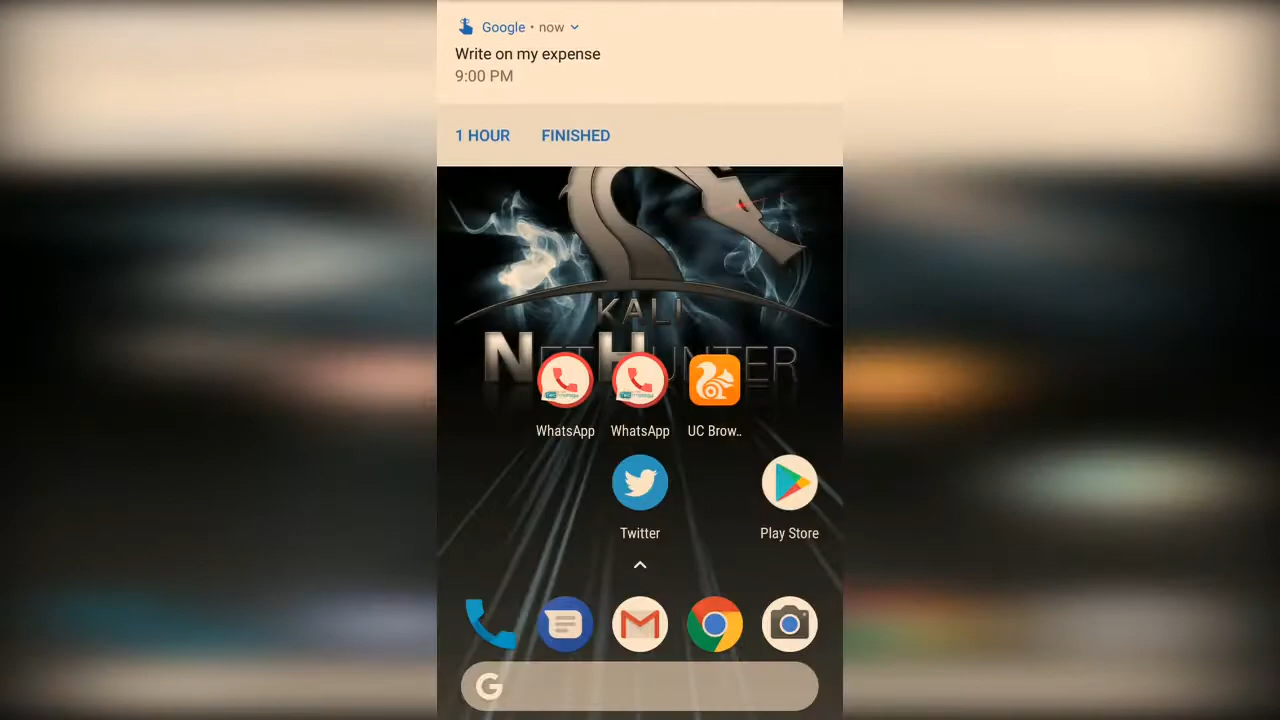 Google • now
Write on my expense
9:00 PM
1 HOUR FINISHED
KALI
NETHUNTER
WhatsApp WhatsApp UC Brow..
Twitter Play Store
G